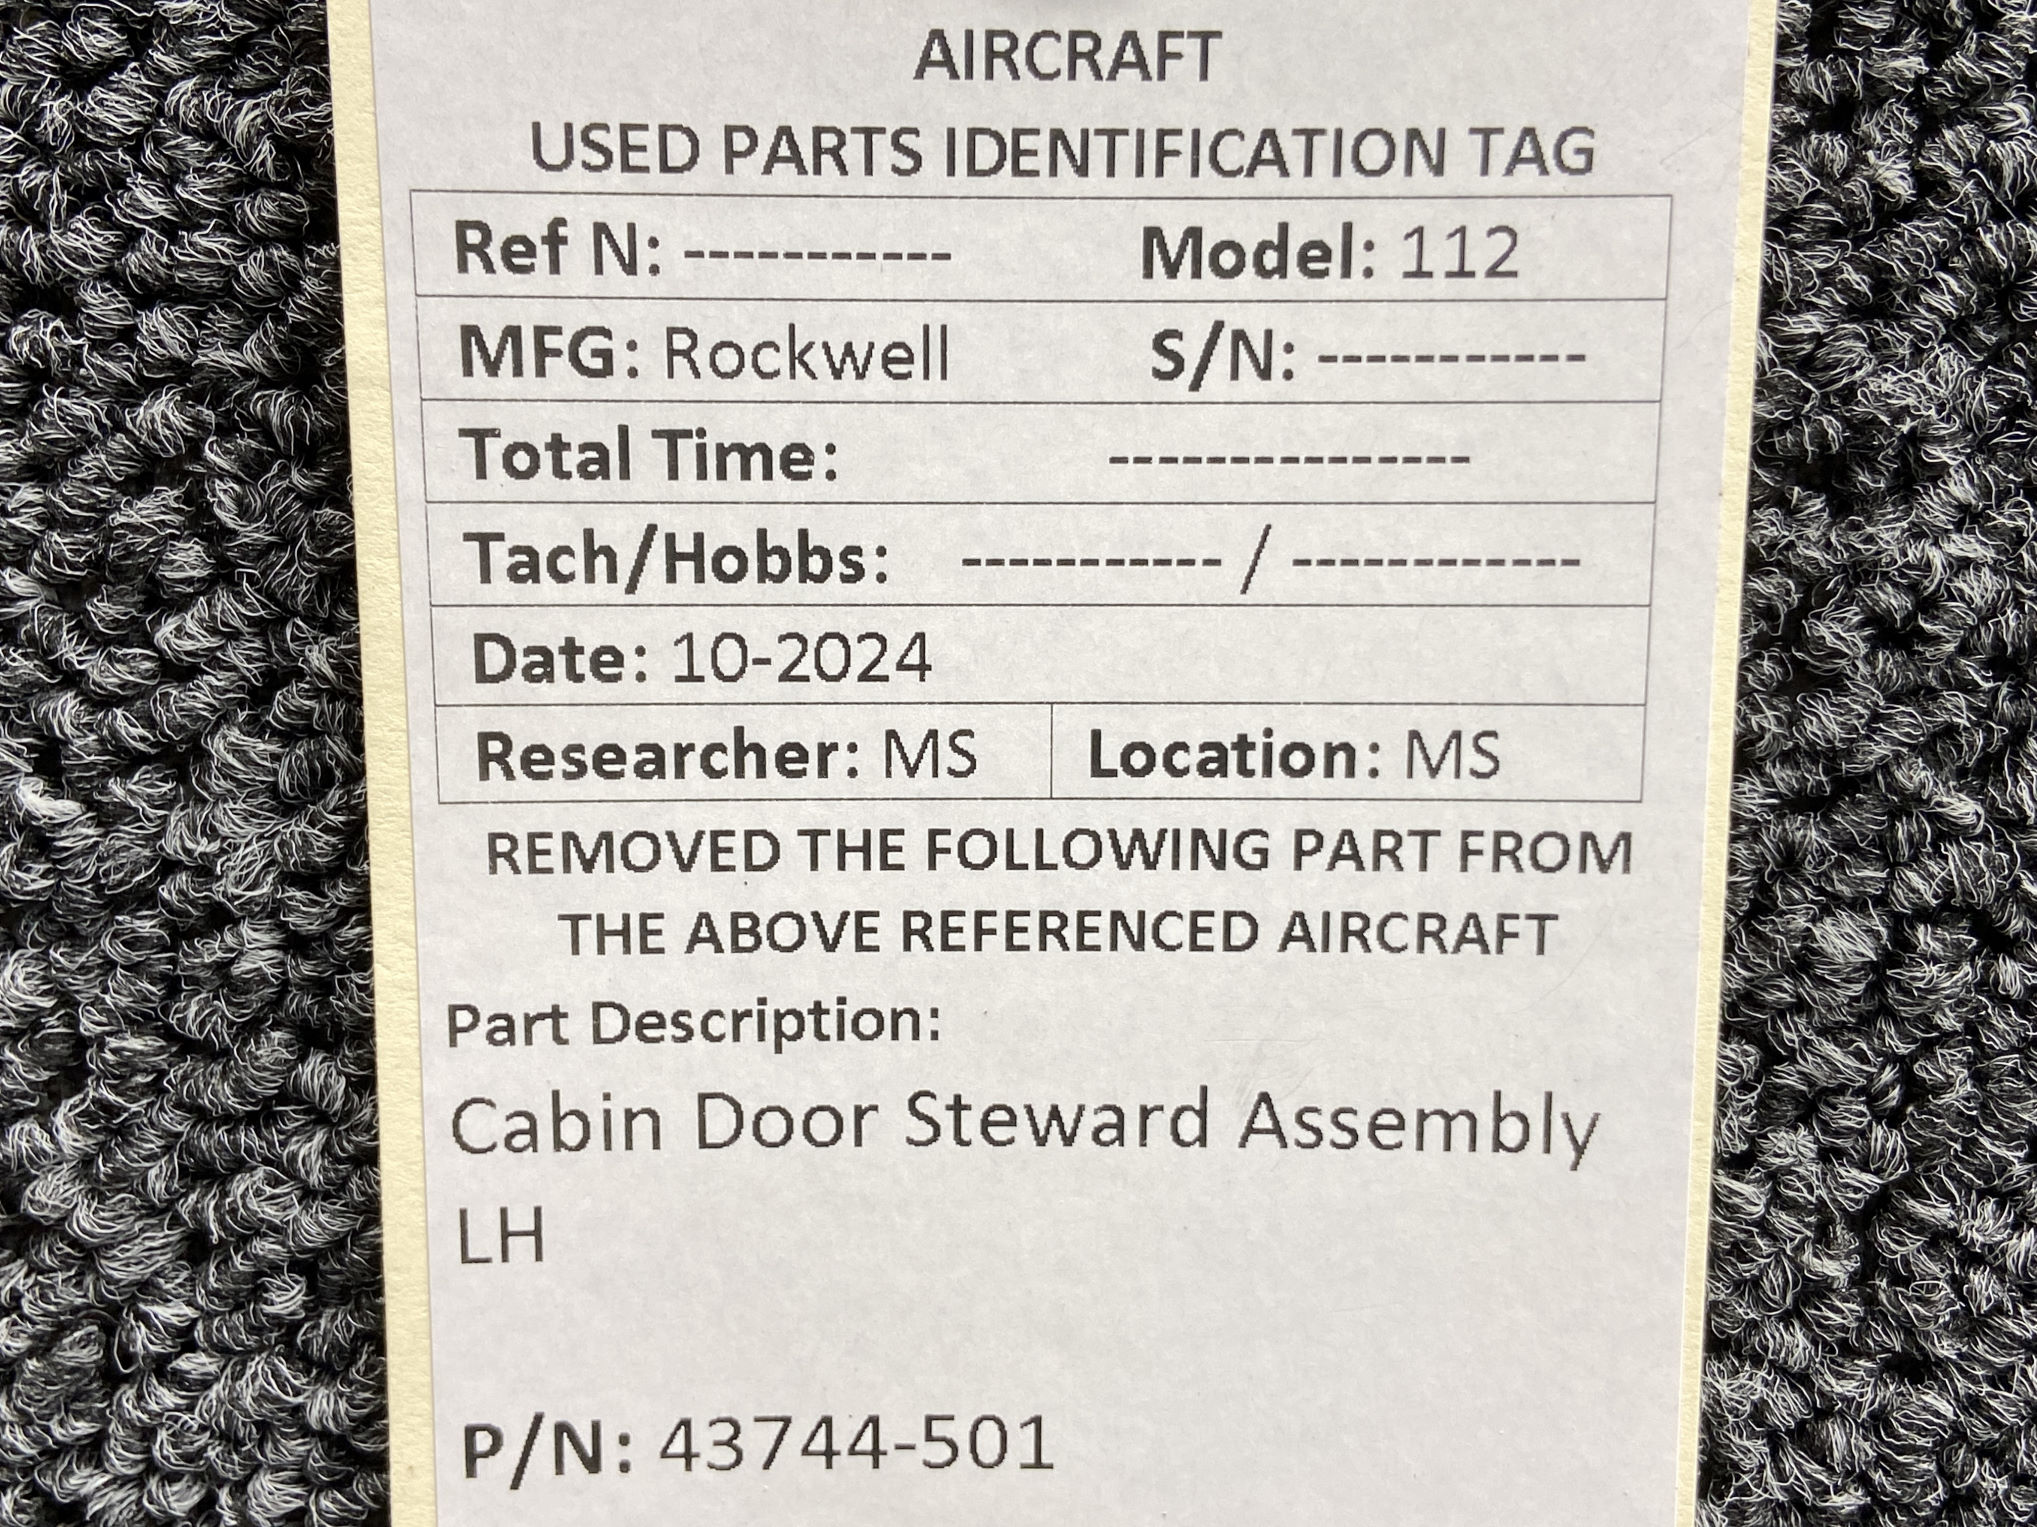 AIRCRAFT
USED PARTS IDENTIFICATION TAG
Ref N: ----------- Model: 112
MFG: Rockwell S/N: -----------
Total Time: ---------------
Tach/Hobbs: ----------- / ------------
Date: 10-2024
Researcher: MS Location: MS
REMOVED THE FOLLOWING PART FROM
THE ABOVE REFERENCED AIRCRAFT
Part Description:
Cabin Door Steward Assembly
LH
P/N: 43744-501